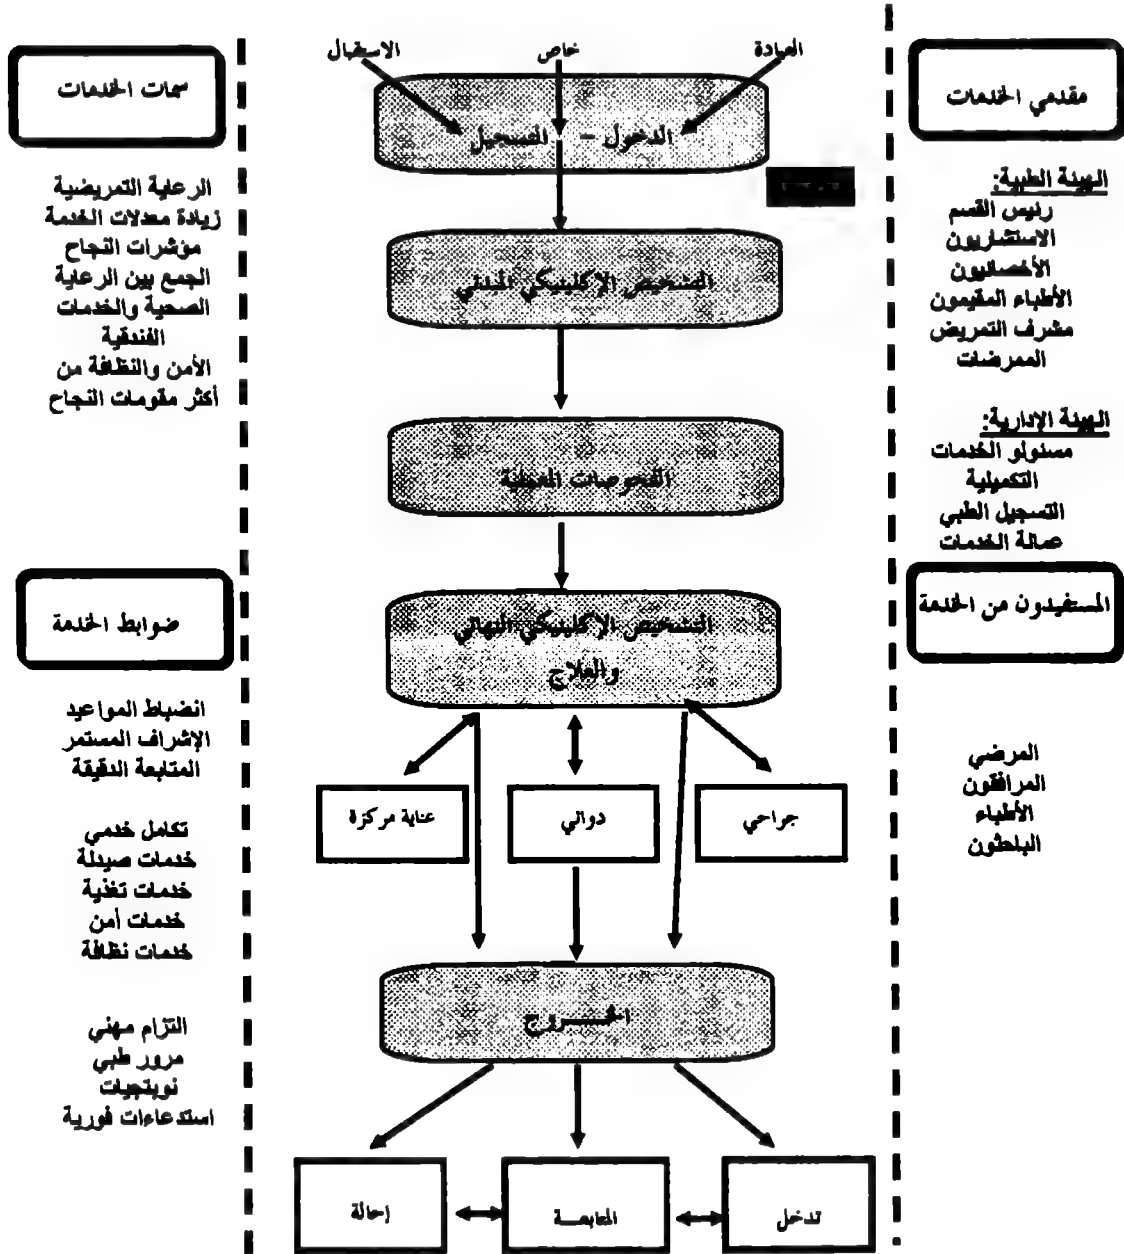 العيادة
خاص
الاستقبال
الدخول – التسجيل
التشخيص الإكلينيكي المبدئي
الفحوصات المعملية
التشخيص الإكلينيكي النهائي
والعلاج
جراحي
دوائي
عناية مركزة
الخـــروج
تدخل
المتابعـة
إحالة
مقدمي الخدمات
الهيئة الطبية:
رئيس القسم
الاستشاريون
الأخصائيون
الأطباء المقيمون
مشرف التمريض
الممرضات
الهيئة الإدارية:
مسئولو الخدمات
التكميلية
التسجيل الطبي
عمالة الخدمات
المستفيدون من الخدمة
المرضي
المرافقون
الأطباء
الباحثون
سمات الخدمات
الرعاية التمريضية
زيادة معدلات الخدمة
مؤشرات النجاح
الجمع بين الرعاية
الصحية والخدمات
الفندقية
الأمن والنظافة من
أكثر مقومات النجاح
ضوابط الخدمة
انضباط المواعيد
الإشراف المستمر
المتابعة الدقيقة
تكامل خدمي
خدمات صيدلة
خدمات تغذية
خدمات أمن
خدمات نظافة
التزام مهني
مرور طبي
نوبتجيات
استدعاءات فورية